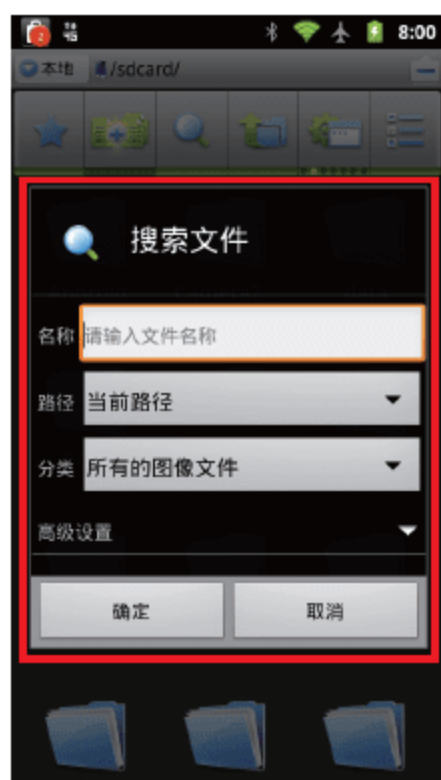 8:00
本地 /sdcard/
搜索文件
名称 请输入文件名称
路径 当前路径
分类 所有的图像文件
高级设置
确定 取消